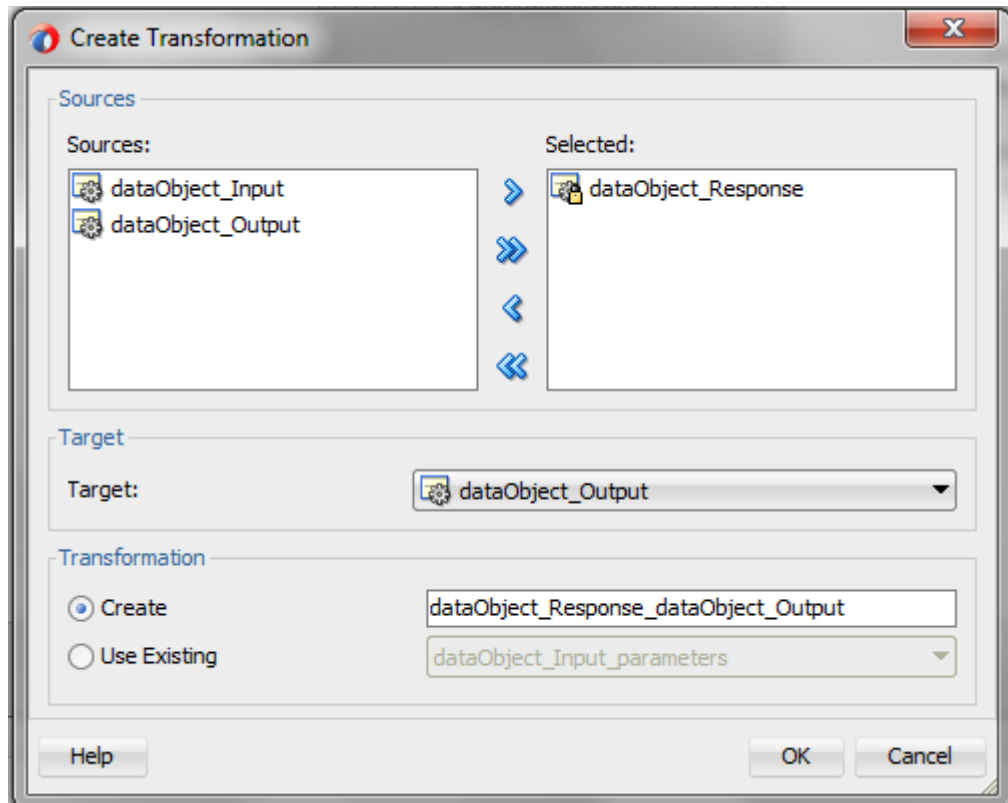 Create Transformation
Sources
Sources:
Selected:
dataObject_Input
dataObject_Output
dataObject_Response
Target
Target:
dataObject_Output
Transformation
Create
dataObject_Response_dataObject_Output
Use Existing
dataObject_Input_parameters
Help
OK
Cancel